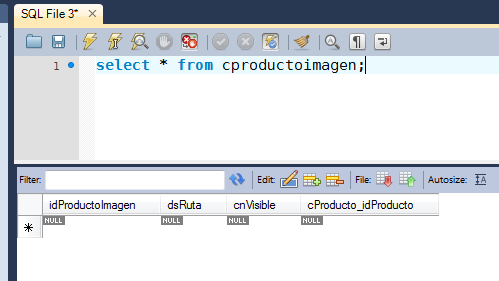 SQL File 3*
1 select * from cproductoimagen;
Filter: Edit: File: Autosize:
idProductoImagen dsRuta cnVisible cProducto_idProducto
NULL NULL NULL NULL